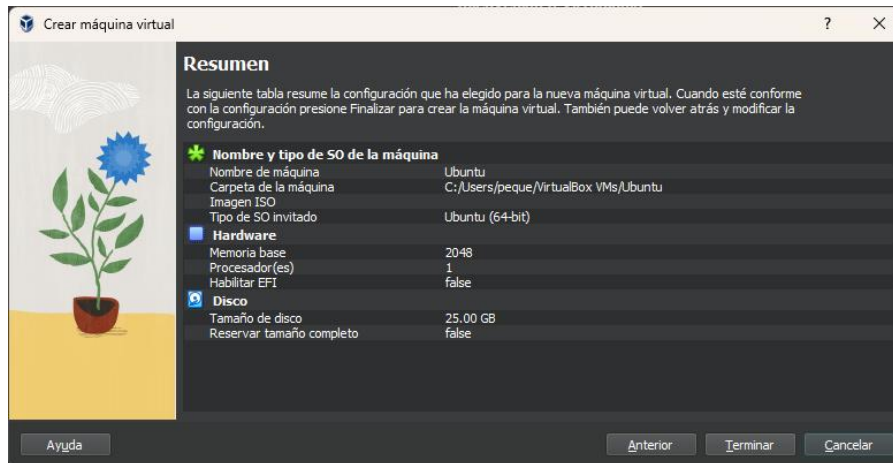 Crear máquina virtual
?
Resumen
La siguiente tabla resume la configuración que ha elegido para la nueva máquina virtual. Cuando esté conforme
con la configuración presione Finalizar para crear la máquina virtual. También puede volver atrás y modificar la
configuración.
Nombre y tipo de SO de la máquina
Nombre de máquina Ubuntu
Carpeta de la máquina C:/Users/peque/VirtualBox VMs/Ubuntu
Imagen ISO
Tipo de SO invitado Ubuntu (64-bit)
Hardware
Memoria base 2048
Procesador(es) 1
Habilitar EFI false
Disco
Tamaño de disco 25.00 GB
Reservar tamaño completo false
Ayuda Anterior Terminar Cancelar